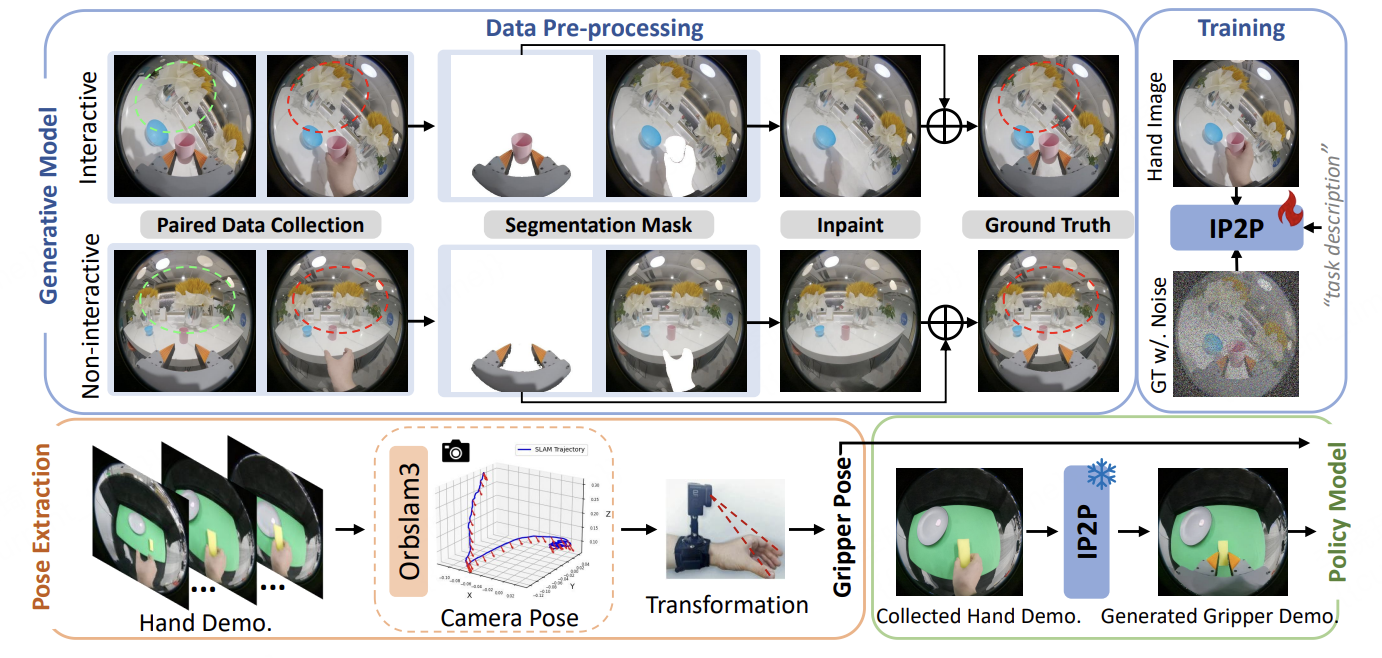 Data Pre-processing
Training
Generative Model
Interactive
Non-interactive
Paired Data Collection
Segmentation Mask
Inpaint
Ground Truth
Hand Image
IP2P
"task description"
GT w/. Noise
Pose Extraction
Hand Demo.
...
...
Orbslam3
SLAM Trajectory
X
Y
Z
Camera Pose
Transformation
Gripper Pose
Collected Hand Demo.
IP2P
Generated Gripper Demo.
Policy Model